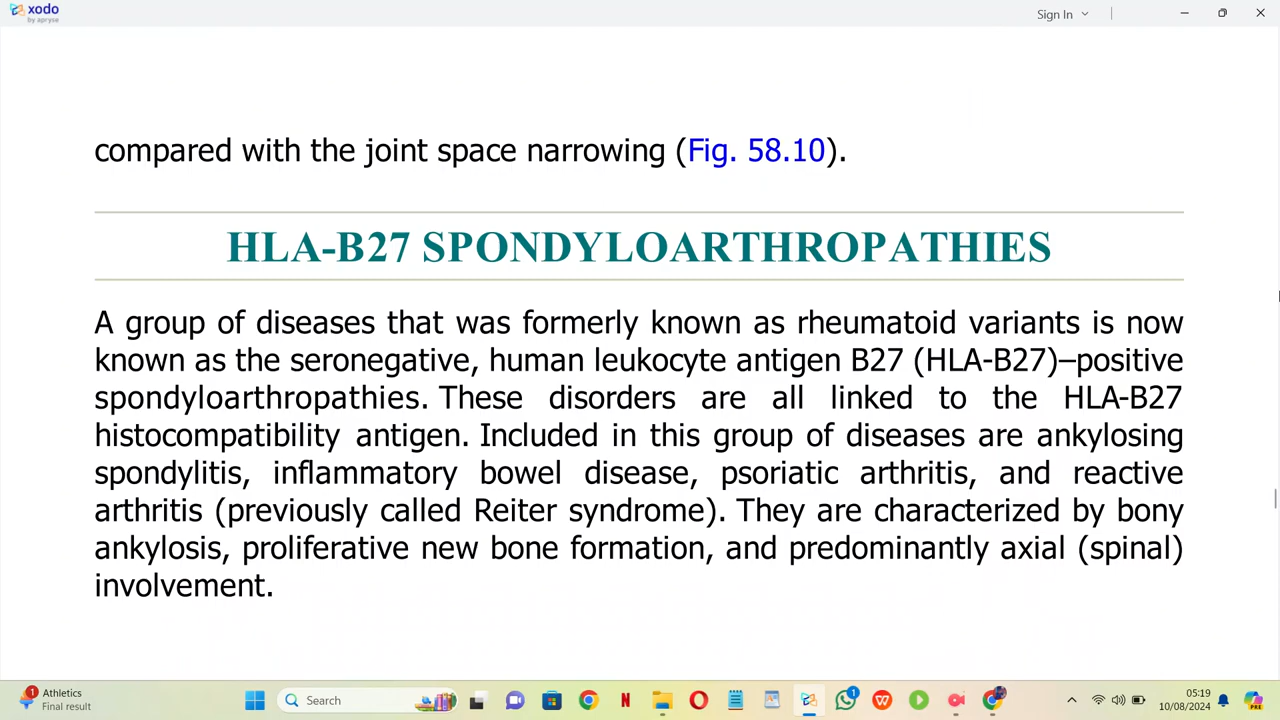 xodo
by apryse
Sign In
compared with the joint space narrowing (Fig. 58.10).
HLA-B27 SPONDYLOARTHROPATHIES
A group of diseases that was formerly known as rheumatoid variants is now
known as the seronegative, human leukocyte antigen B27 (HLA-B27)–positive
spondyloarthropathies. These disorders are all linked to the HLA-B27
histocompatibility antigen. Included in this group of diseases are ankylosing
spondylitis, inflammatory bowel disease, psoriatic arthritis, and reactive
arthritis (previously called Reiter syndrome). They are characterized by bony
ankylosis, proliferative new bone formation, and predominantly axial (spinal)
involvement.
1
Athletics
Final result
Search
1
05:19
10/08/2024
PRE